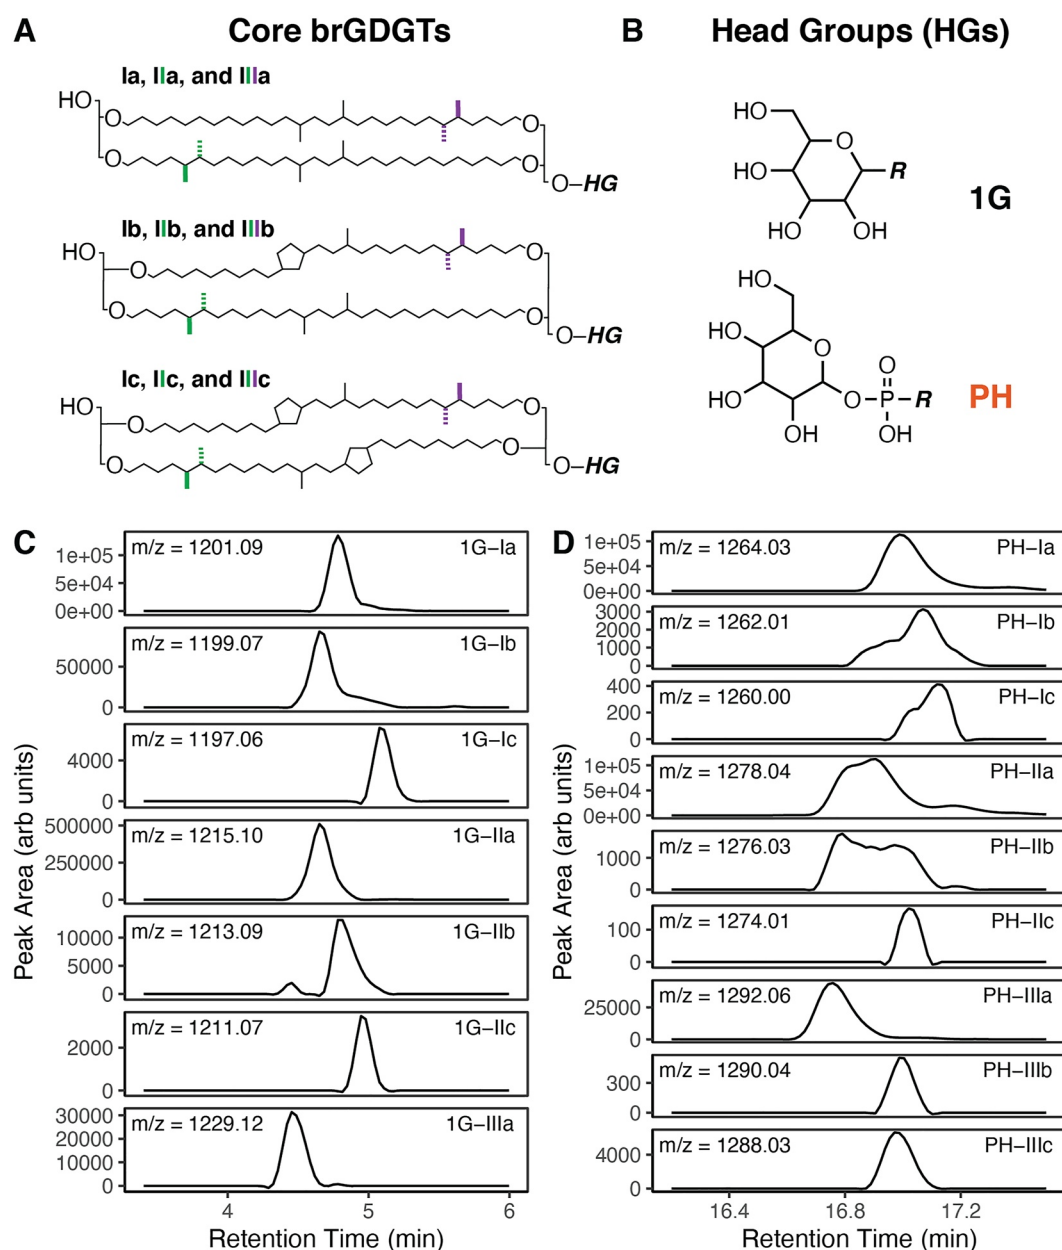 A
Core brGDGTs
Ia, IIa, and IIIa
HO
O
O
O
O
O–HG
Ib, IIb, and IIIb
HO
O
O
O
O
O–HG
Ic, IIc, and IIIc
HO
O
O
O
O
O–HG
B
Head Groups (HGs)
HO
O
HO
R
HO
OH
1G
HO
HO
O
O
HO
O
P
R
OH
OH
PH
C
Peak Area (arb units)
m/z = 1201.09
1G–Ia
1e+05
5e+04
0e+00
m/z = 1199.07
1G–Ib
50000
0
m/z = 1197.06
1G–Ic
4000
0
m/z = 1215.10
1G–IIa
500000
250000
0
m/z = 1213.09
1G–IIb
10000
5000
0
m/z = 1211.07
1G–IIc
2000
0
m/z = 1229.12
1G–IIIa
30000
20000
10000
0
4 5 6
Retention Time (min)
D
Peak Area (arb units)
m/z = 1264.03
PH–Ia
1e+05
5e+04
0e+00
m/z = 1262.01
PH–Ib
3000
2000
1000
0
m/z = 1260.00
PH–Ic
400
200
0
m/z = 1278.04
PH–IIa
1e+05
5e+04
0e+00
m/z = 1276.03
PH–IIb
1000
0
m/z = 1274.01
PH–IIc
100
0
m/z = 1292.06
PH–IIIa
25000
0
m/z = 1290.04
PH–IIIb
300
0
m/z = 1288.03
PH–IIIc
4000
0
16.4 16.8 17.2
Retention Time (min)